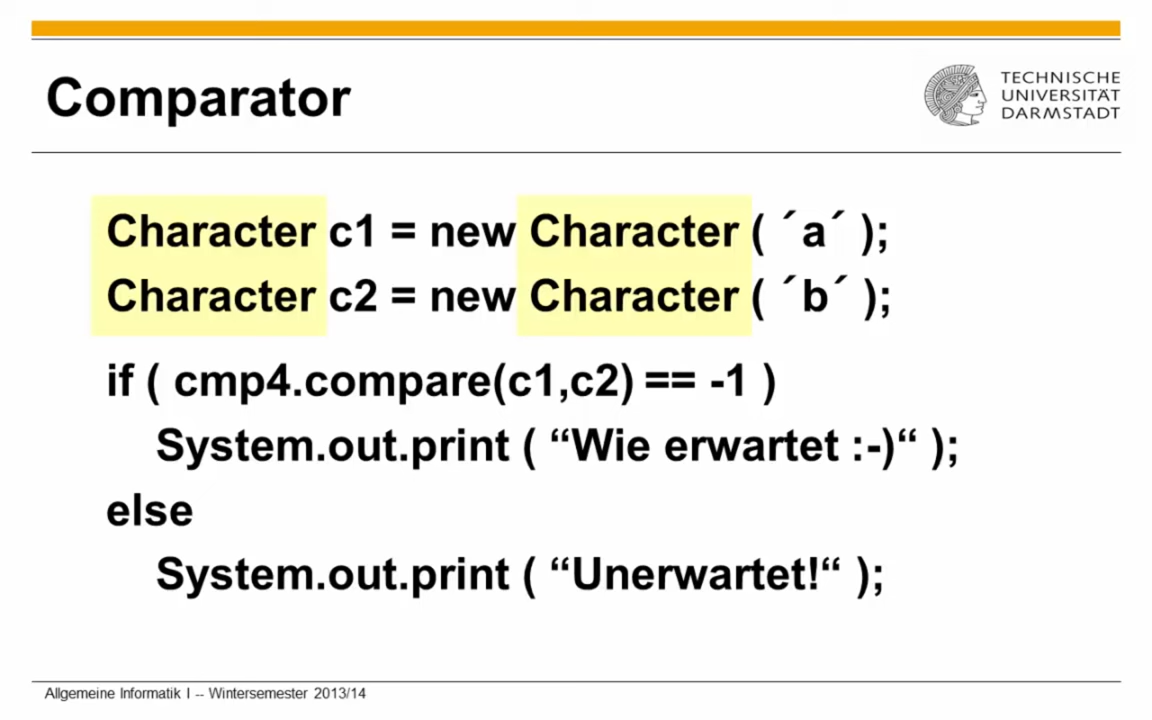 Comparator
TECHNISCHE
UNIVERSITÄT
DARMSTADT
Character c1 = new Character ( ´a´ );
Character c2 = new Character ( ´b´ );
if ( cmp4.compare(c1,c2) == -1 )
System.out.print ( “Wie erwartet :-)“ );
else
System.out.print ( “Unerwartet!“ );
Allgemeine Informatik I -- Wintersemester 2013/14